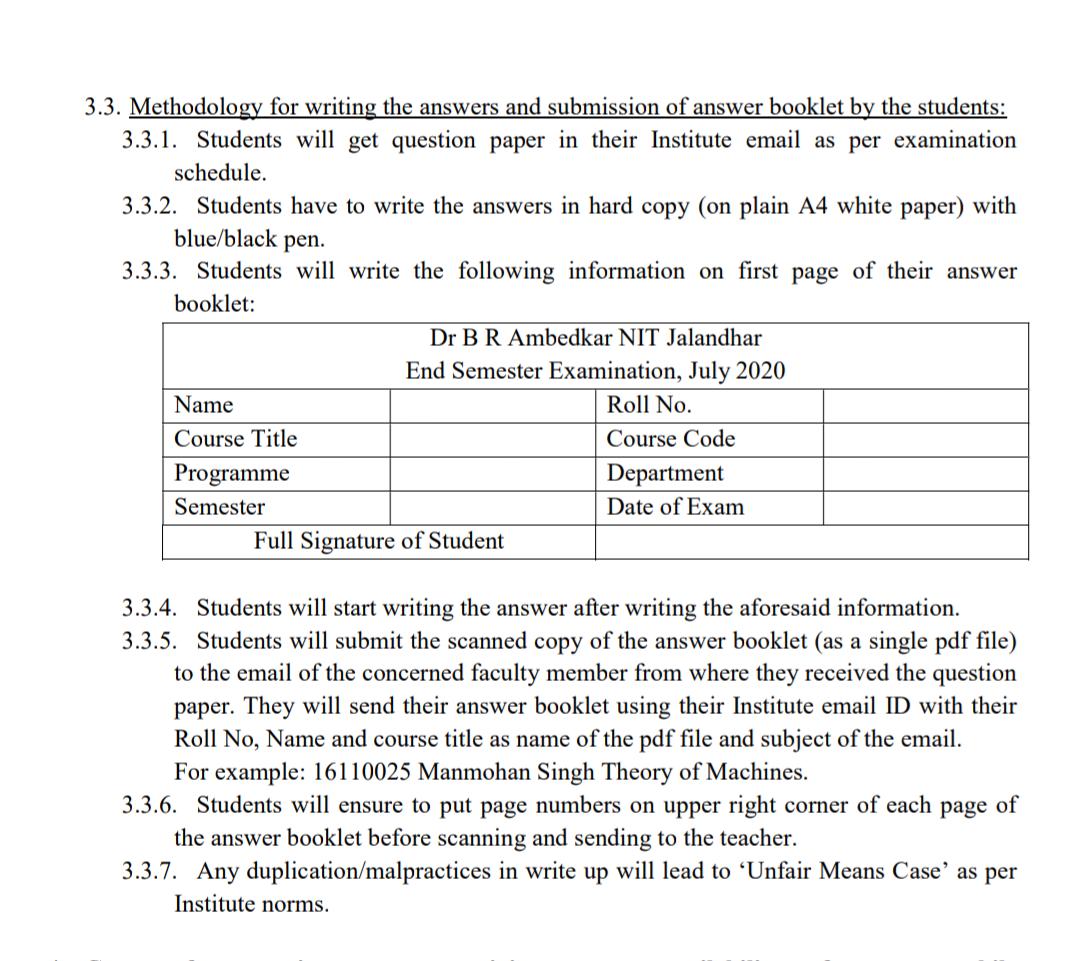 3.3. Methodology for writing the answers and submission of answer booklet by the students:
3.3.1. Students will get question paper in their Institute email as per examination
schedule.
3.3.2. Students have to write the answers in hard copy (on plain A4 white paper) with
blue/black pen.
3.3.3. Students will write the following information on first page of their answer
booklet:
Dr B R Ambedkar NIT Jalandhar
End Semester Examination, July 2020
Name Roll No.
Course Title Course Code
Programme Department
Semester Date of Exam
Full Signature of Student
3.3.4. Students will start writing the answer after writing the aforesaid information.
3.3.5. Students will submit the scanned copy of the answer booklet (as a single pdf file)
to the email of the concerned faculty member from where they received the question
paper. They will send their answer booklet using their Institute email ID with their
Roll No, Name and course title as name of the pdf file and subject of the email.
For example: 16110025 Manmohan Singh Theory of Machines.
3.3.6. Students will ensure to put page numbers on upper right corner of each page of
the answer booklet before scanning and sending to the teacher.
3.3.7. Any duplication/malpractices in write up will lead to ‘Unfair Means Case’ as per
Institute norms.